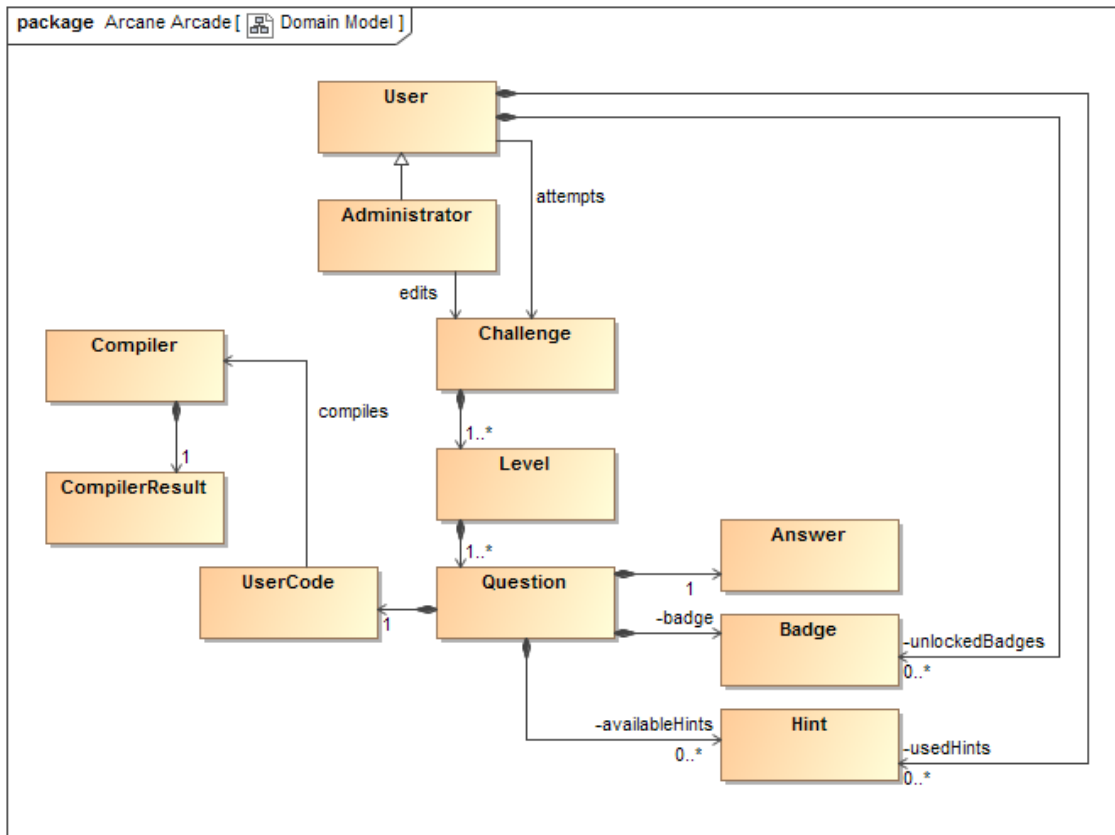 package Arcane Arcade [ Domain Model ]
User
attempts
Administrator
edits
Challenge
Compiler
compiles
1..*
1
Level
CompilerResult
1..*
Answer
UserCode
Question
1
1
-badge
Badge
-unlockedBadges
0..*
-availableHints
0..*
Hint
-usedHints
0..*